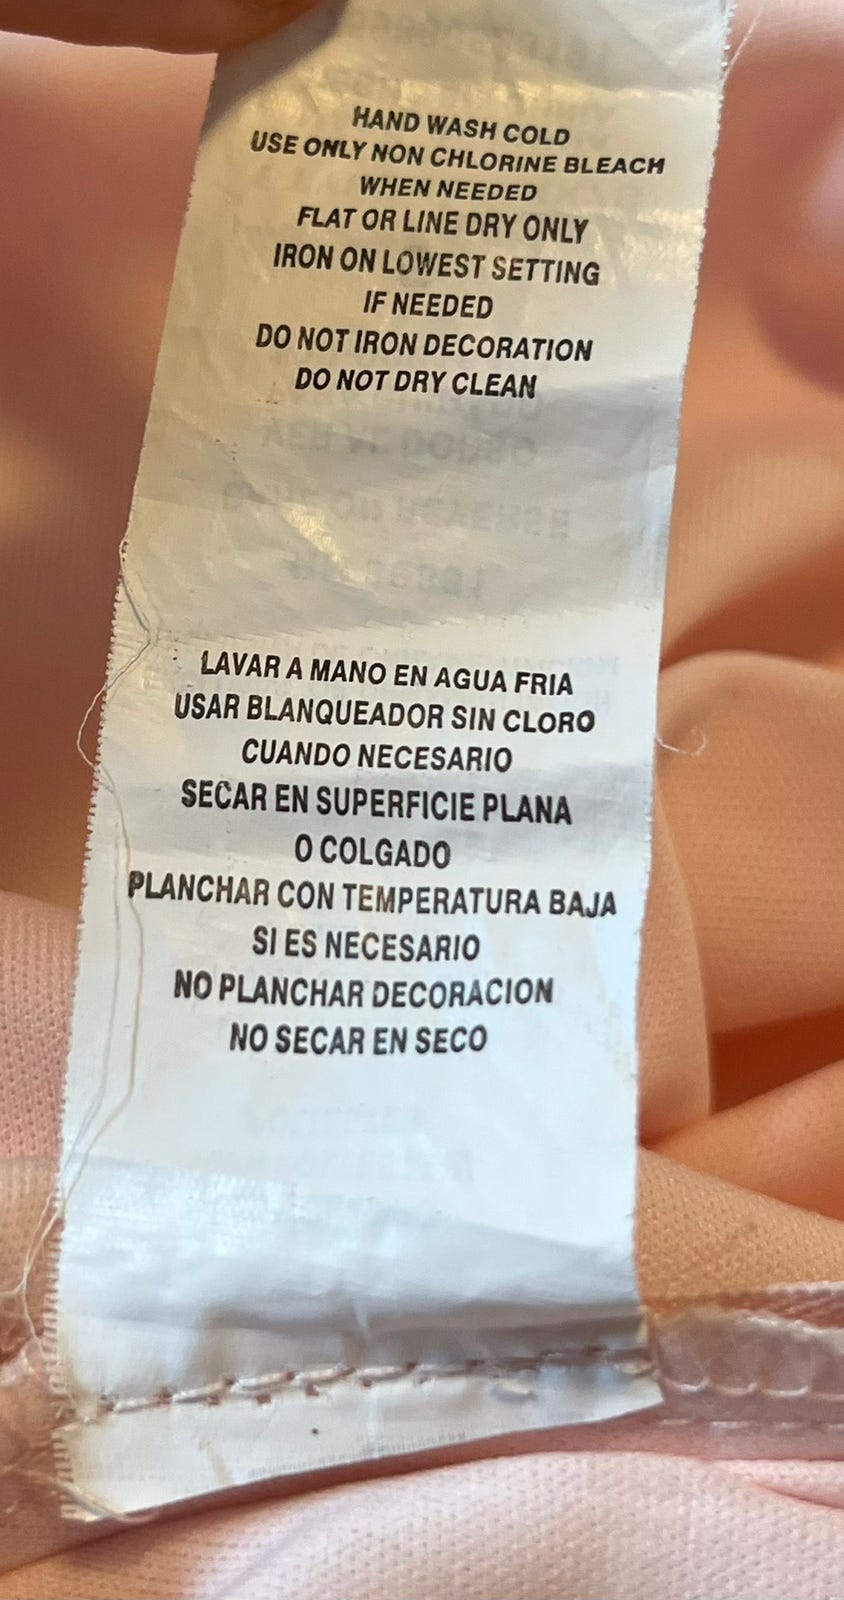 HAND WASH COLD
USE ONLY NON CHLORINE BLEACH
WHEN NEEDED
FLAT OR LINE DRY ONLY
IRON ON LOWEST SETTING
IF NEEDED
DO NOT IRON DECORATION
DO NOT DRY CLEAN
LAVAR A MANO EN AGUA FRIA
USAR BLANQUEADOR SIN CLORO
CUANDO NECESARIO
SECAR EN SUPERFICIE PLANA
O COLGADO
PLANCHAR CON TEMPERATURA BAJA
SI ES NECESARIO
NO PLANCHAR DECORACION
NO SECAR EN SECO